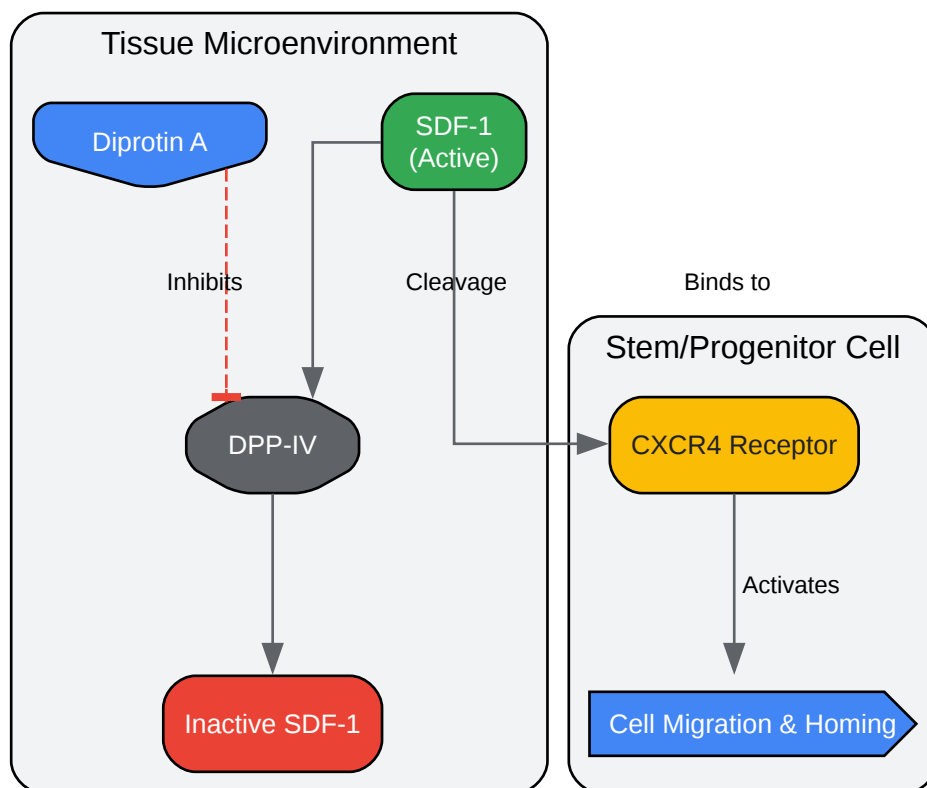 Tissue Microenvironment
Diprotin A
SDF-1
(Active)
Inhibits
Cleavage
Binds to
Stem/Progenitor Cell
DPP-IV
CXCR4 Receptor
Activates
Inactive SDF-1
Cell Migration & Homing